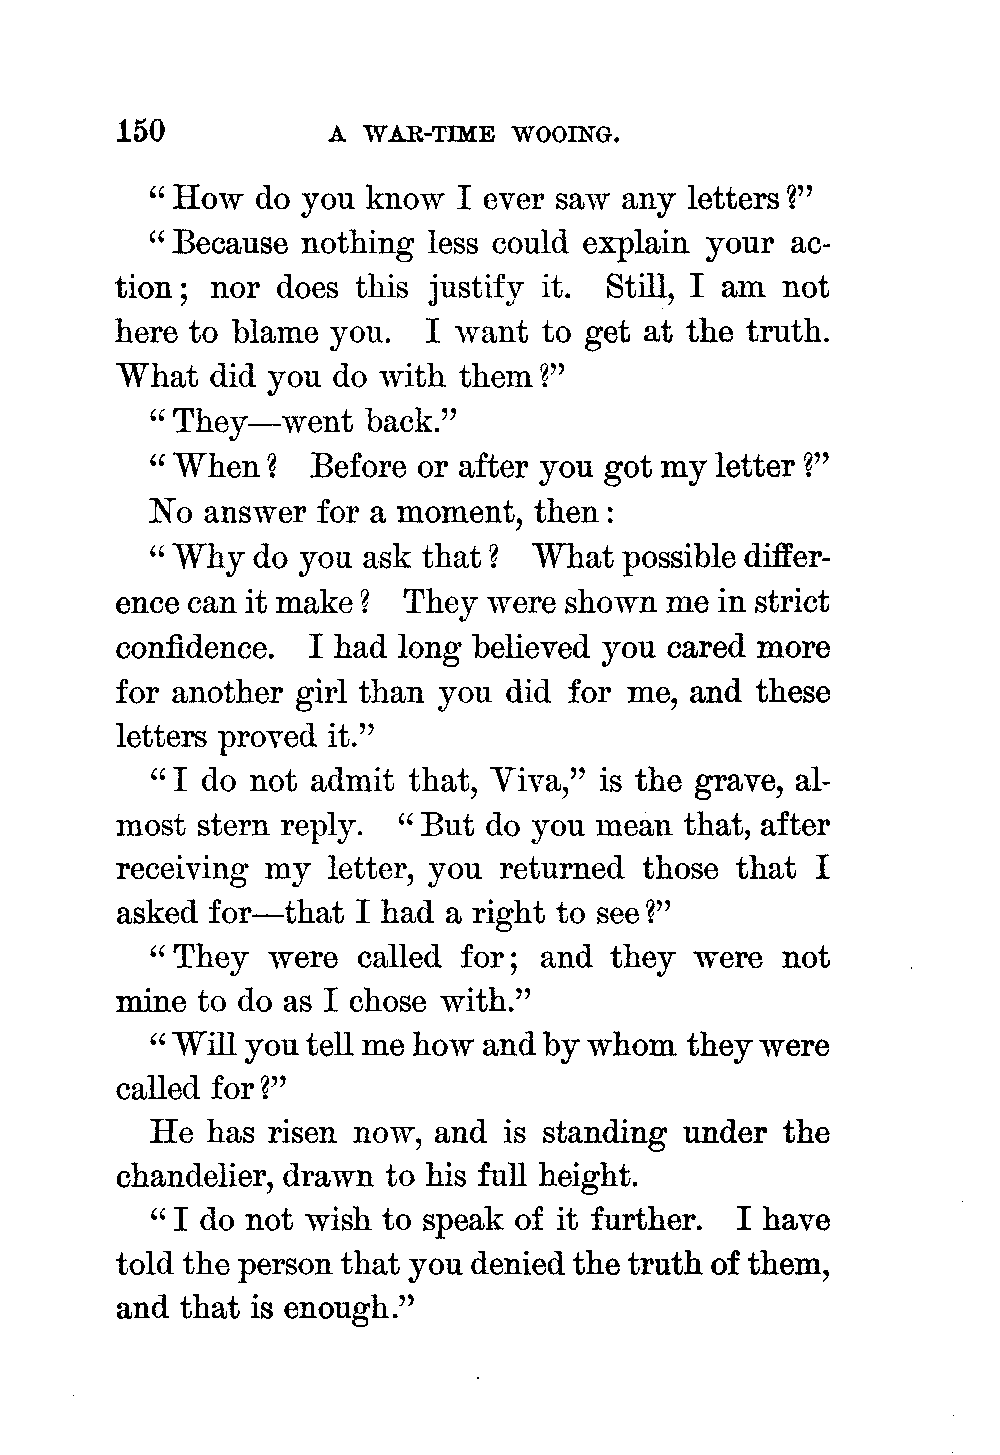 150 A WAR-TIME WOOING.
“How do you know I ever saw any letters?”
“Because nothing less could explain your ac-
tion; nor does this justify it. Still, I am not
here to blame you. I want to get at the truth.
What did you do with them?”
“They—went back.”
“When? Before or after you got my letter?”
No answer for a moment, then:
“Why do you ask that? What possible differ-
ence can it make? They were shown me in strict
confidence. I had long believed you cared more
for another girl than you did for me, and these
letters proved it.”
“I do not admit that, Viva,” is the grave, al-
most stern reply. “But do you mean that, after
receiving my letter, you returned those that I
asked for—that I had a right to see?”
“They were called for; and they were not
mine to do as I chose with.”
“Will you tell me how and by whom they were
called for?”
He has risen now, and is standing under the
chandelier, drawn to his full height.
“I do not wish to speak of it further. I have
told the person that you denied the truth of them,
and that is enough.”